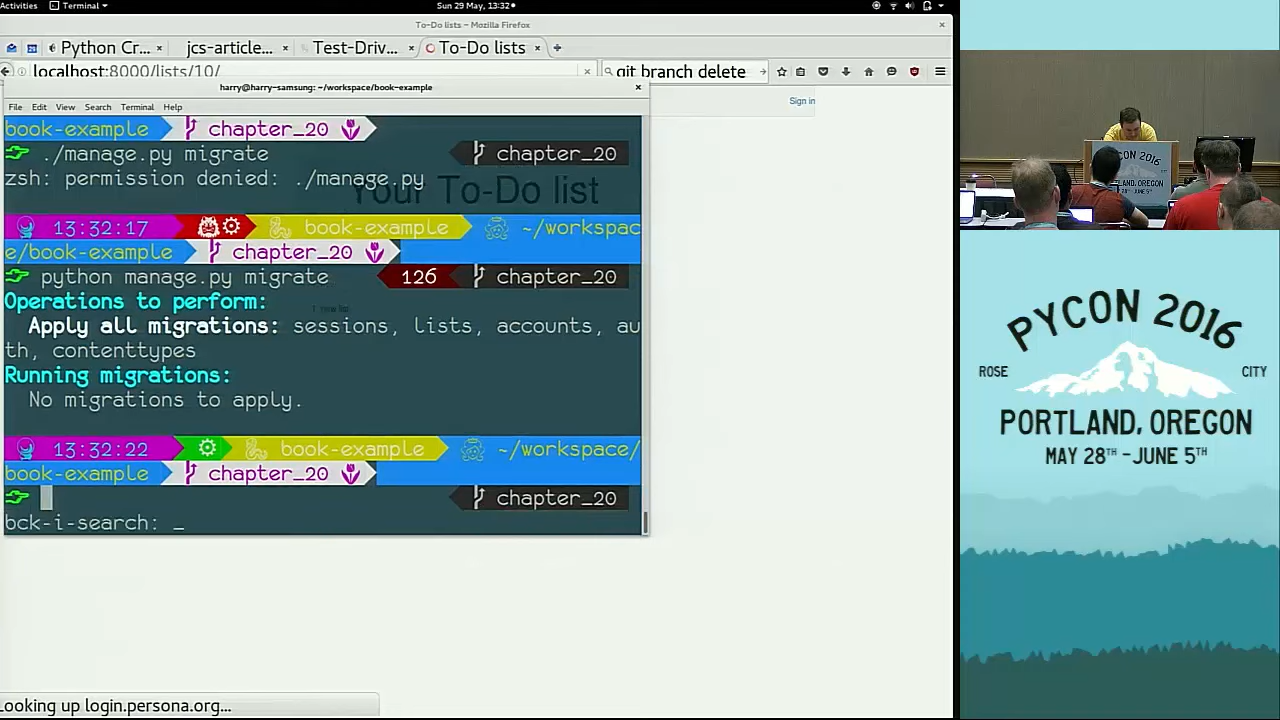 Activities Terminal Sun 29 May, 13:32
To-Do lists – Mozilla Firefox
Python Cr... × jcs-article... × Test-Driv... × To-Do lists ×
localhost:8000/lists/10/ × git branch delete
harry@harry-samsung: ~/workspace/book-example ×
Sign in
File Edit View Search Terminal Help
book-example chapter_20
./manage.py migrate chapter_20
zsh: permission denied: ./manage.py
Your To-Do list
13:32:17 book-example ~/workspac
e/book-example chapter_20
python manage.py migrate 126 chapter_20
Operations to perform:
Apply all migrations: sessions, lists, accounts, au
th, contenttypes
Running migrations:
No migrations to apply.
13:32:22 book-example ~/workspace/
book-example chapter_20
chapter_20
bck-i-search: _
Looking up login.persona.org...
PYCON 2016
PORTLAND, OREGON
PYCON 2016
ROSE CITY
PORTLAND, OREGON
MAY 28TH - JUNE 5TH